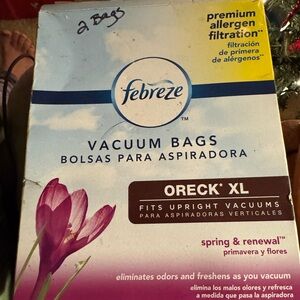 2 Bags
premium
allergen
filtration**
filtración
de primera
de alérgenos**
febreze™
VACUUM BAGS
BOLSAS PARA ASPIRADORA
ORECK* XL
FITS UPRIGHT VACUUMS
PARA ASPIRADORAS VERTICALES
spring & renewal™
primavera y flores
eliminates odors and freshens as you vacuum
elimina los malos olores y refresca
a medida que pasa la aspiradora